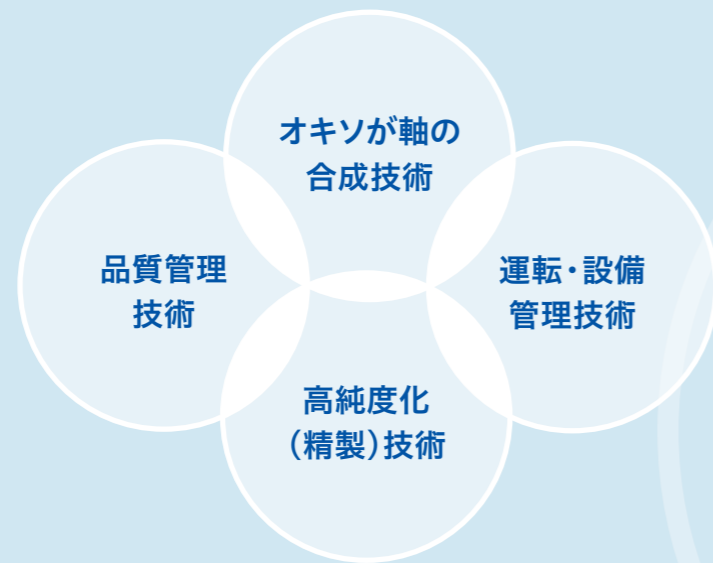 オキソが軸の
合成技術
品質管理
技術
運転・設備
管理技術
高純度化
（精製）技術